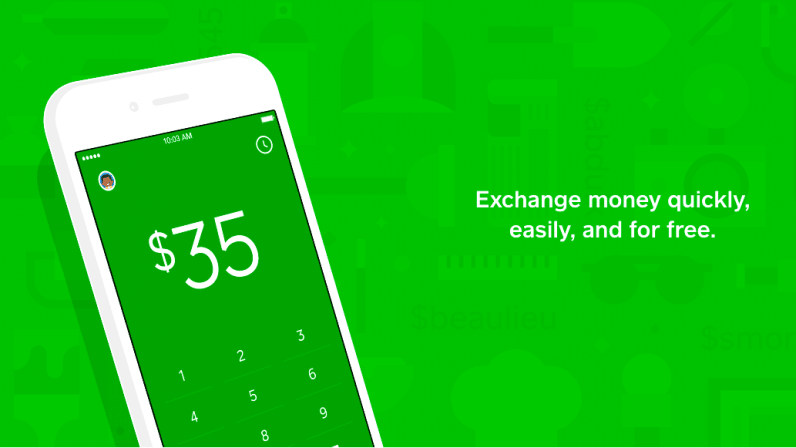 10:03 AM
$35
1 2 3
4 5 6
8 9
Exchange money quickly,
easily, and for free.
$beaulieu